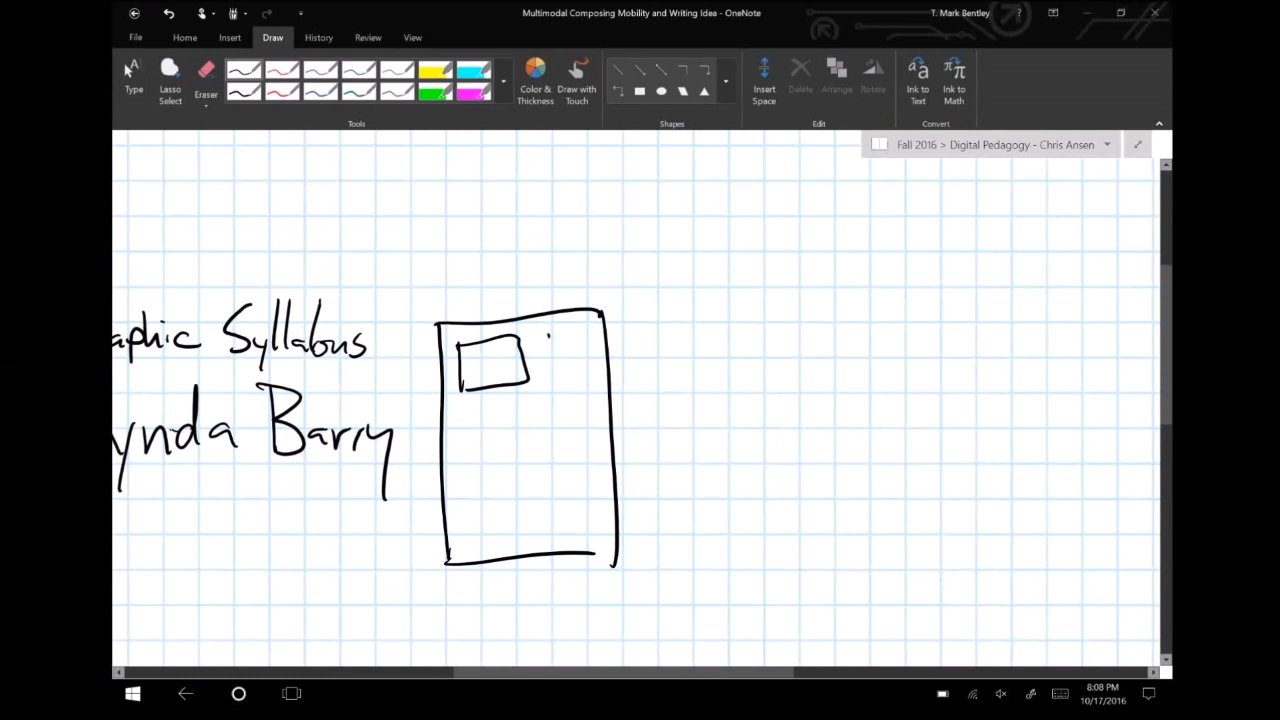 Multimodal Composing Mobility and Writing Idea - OneNote
T. Mark Bentley
?
File Home Insert Draw History Review View
Type
Lasso Select
Eraser
Color & Thickness
Draw with Touch
Insert Space
Delete
Arrange
Rotate
Ink to Text
Ink to Math
Tools
Shapes
Edit
Convert
Fall 2016 > Digital Pedagogy - Chris Ansen
aphic Syllabus
ynda Barry
8:08 PM
10/17/2016